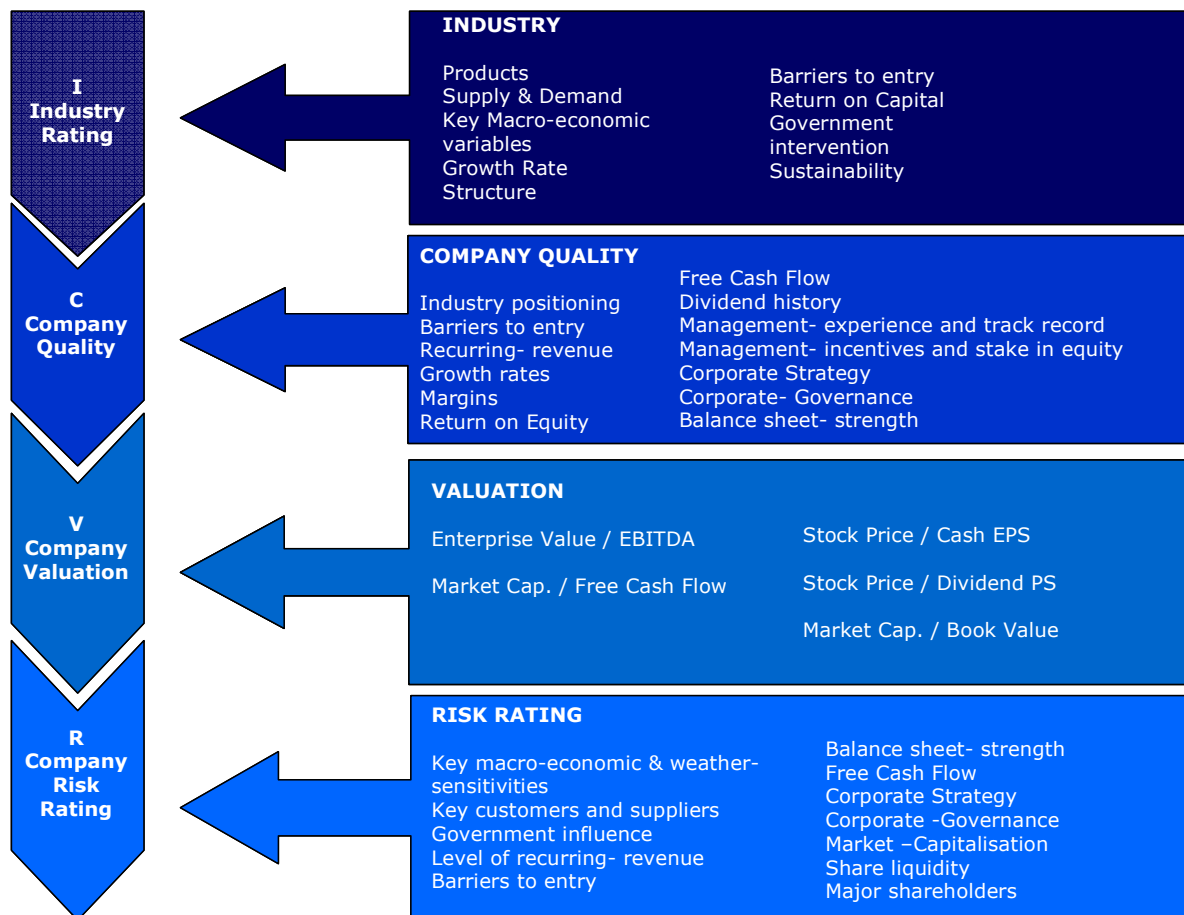 I
Industry
Rating
INDUSTRY
Products
Supply & Demand
Key Macro-economic
variables
Growth Rate
Structure
Barriers to entry
Return on Capital
Government
intervention
Sustainability
C
Company
Quality
COMPANY QUALITY
Industry positioning
Barriers to entry
Recurring- revenue
Growth rates
Margins
Return on Equity
Free Cash Flow
Dividend history
Management- experience and track record
Management- incentives and stake in equity
Corporate Strategy
Corporate- Governance
Balance sheet- strength
V
Company
Valuation
VALUATION
Enterprise Value / EBITDA
Market Cap. / Free Cash Flow
Stock Price / Cash EPS
Stock Price / Dividend PS
Market Cap. / Book Value
R
Company
Risk
Rating
RISK RATING
Key macro-economic & weather-
sensitivities
Key customers and suppliers
Government influence
Level of recurring- revenue
Barriers to entry
Balance sheet- strength
Free Cash Flow
Corporate Strategy
Corporate -Governance
Market –Capitalisation
Share liquidity
Major shareholders